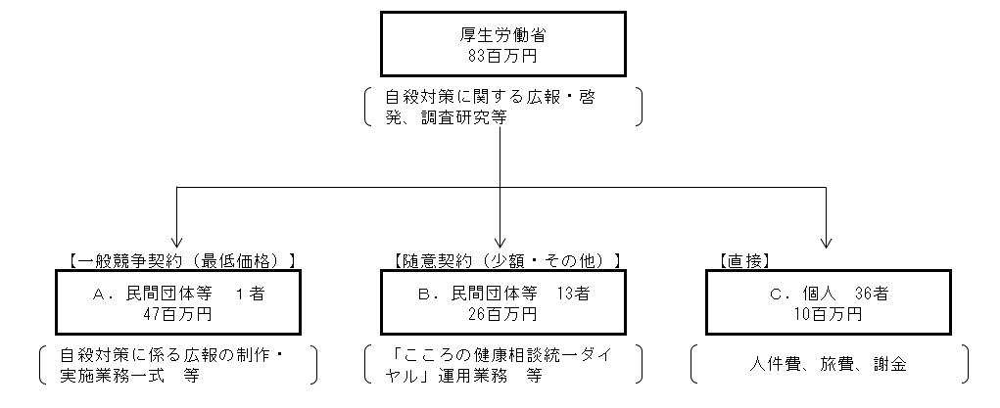 厚生労働省
83百万円
自殺対策に関する広報・啓
発、調査研究等
【一般競争契約（最低価格）】
A．民間団体等　1者
47百万円
自殺対策に係る広報の制作・
実施業務一式　等
【随意契約（少額・その他）】
B．民間団体等　13者
26百万円
「こころの健康相談統一ダイ
ヤル」運用業務　等
【直接】
C．個人　36者
10百万円
人件費、旅費、謝金